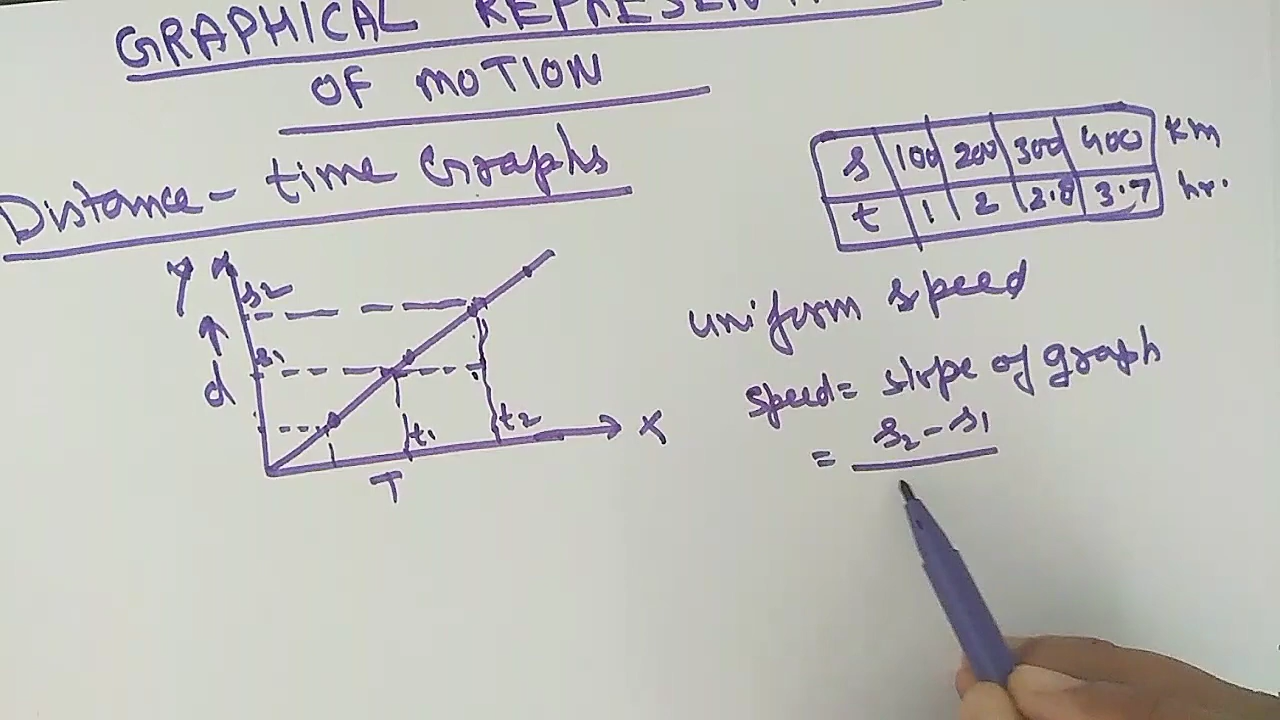 GRAPHICAL REPRESENT
OF MOTION
Distance - time Graphs
s 100 200 300 400 km
t 1 2 2.8 3.7 hr.
Y
s2
s1
d
t1
t2
X
T
uniform speed
speed = slope of graph
= s2 - s1